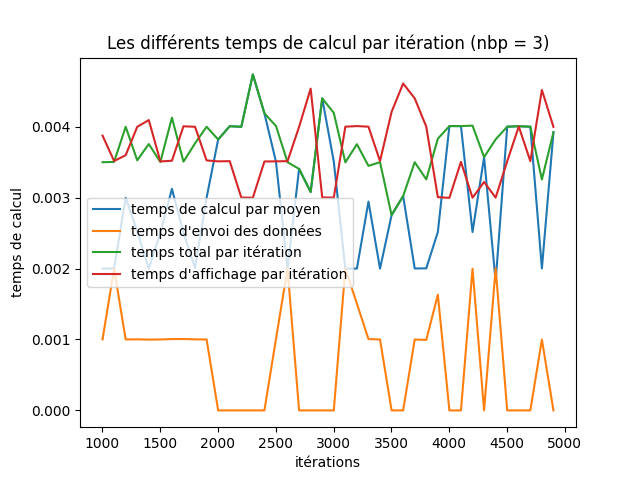 Les différents temps de calcul par itération (nbp = 3)
temps de calcul
0.004
0.003
0.002
0.001
0.000
temps de calcul par moyen
temps d'envoi des données
temps total par itération
temps d'affichage par itération
1000 1500 2000 2500 3000 3500 4000 4500 5000
itérations